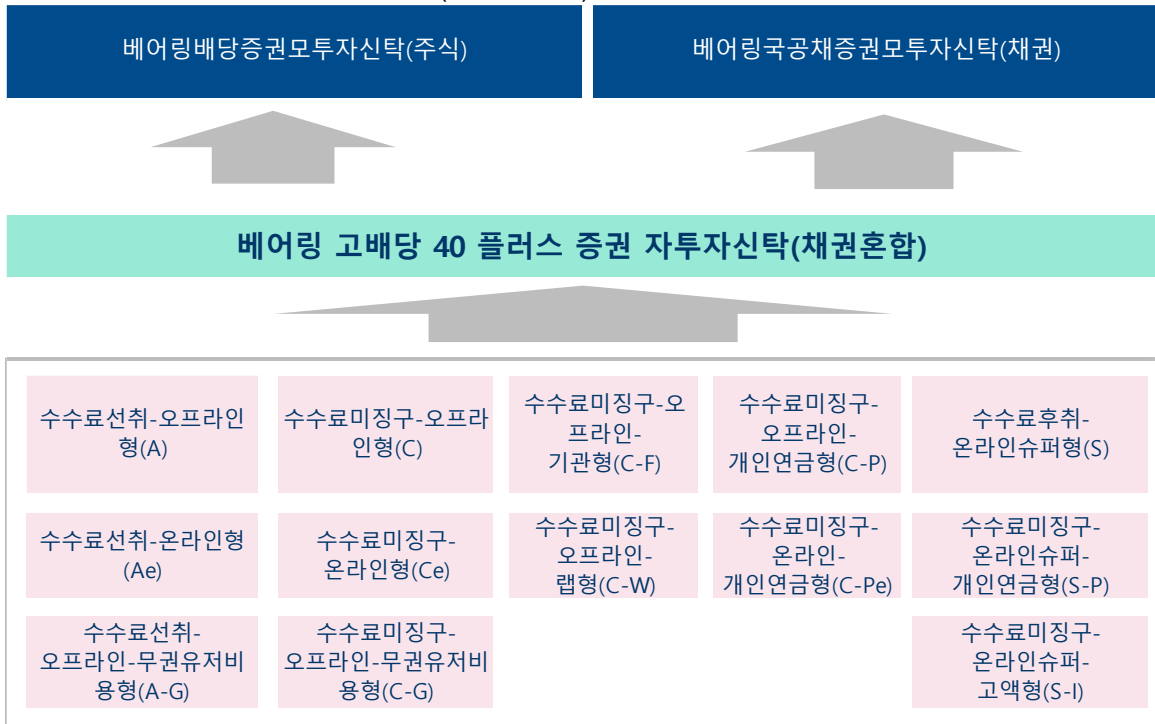 베어링배당증권모투자신탁(주식)
베어링국공채증권모투자신탁(채권)
베어링 고배당 40 플러스 증권 자투자신탁(채권혼합)
수수료선취-오프라인
형(A)
수수료미징구-오프라
인형(C)
수수료미징구-오
프라인-
기관형(C-F)
수수료미징구-
오프라인-
개인연금형(C-P)
수수료후취-
온라인슈퍼형(S)
수수료선취-온라인형
(Ae)
수수료미징구-
온라인형(Ce)
수수료미징구-
오프라인-
랩형(C-W)
수수료미징구-
온라인-
개인연금형(C-Pe)
수수료미징구-
온라인슈퍼-
개인연금형(S-P)
수수료선취-
오프라인-무권유저비
용형(A-G)
수수료미징구-
오프라인-무권유저비
용형(C-G)
수수료미징구-
온라인슈퍼-
고액형(S-I)